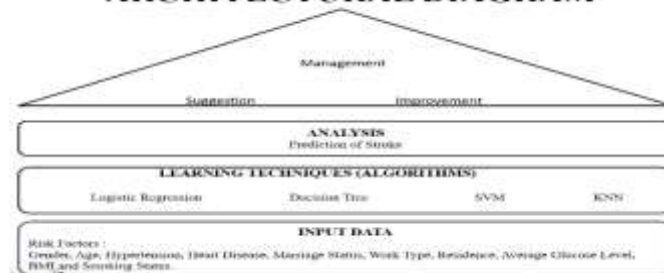 ARCHITECTURAL DIAGRAM
Management
Suggestion Improvement
ANALYSIS
Prediction of Stroke
LEARNING TECHNIQUES (ALGORITHMS)
Logistic Regression Decision Tree SVM KNN
INPUT DATA
Risk Factors :
Gender, Age, Hypertension, Heart Disease, Marriage Status, Work Type, Residence, Average Glucose Level,
BMI and Smoking Status.